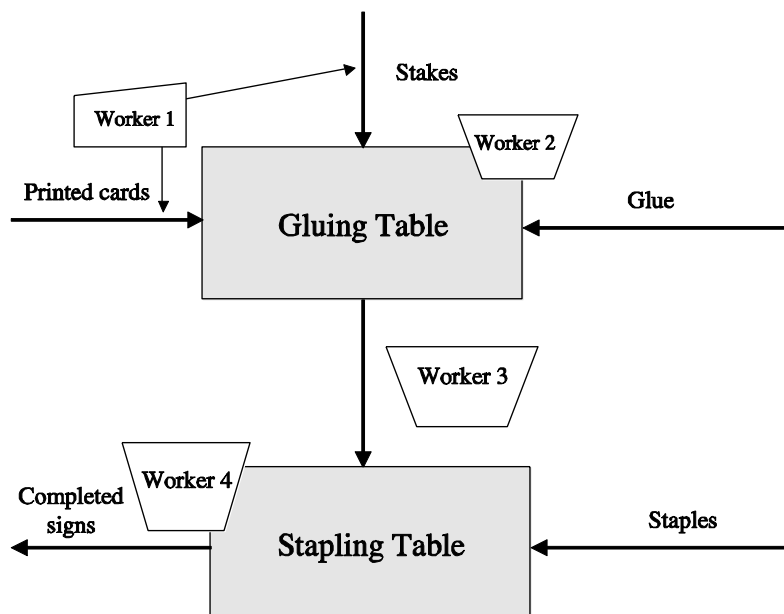 Stakes
Worker 1
Worker 2
Printed cards
Glue
Gluing Table
Worker 3
Worker 4
Completed
signs
Staples
Stapling Table